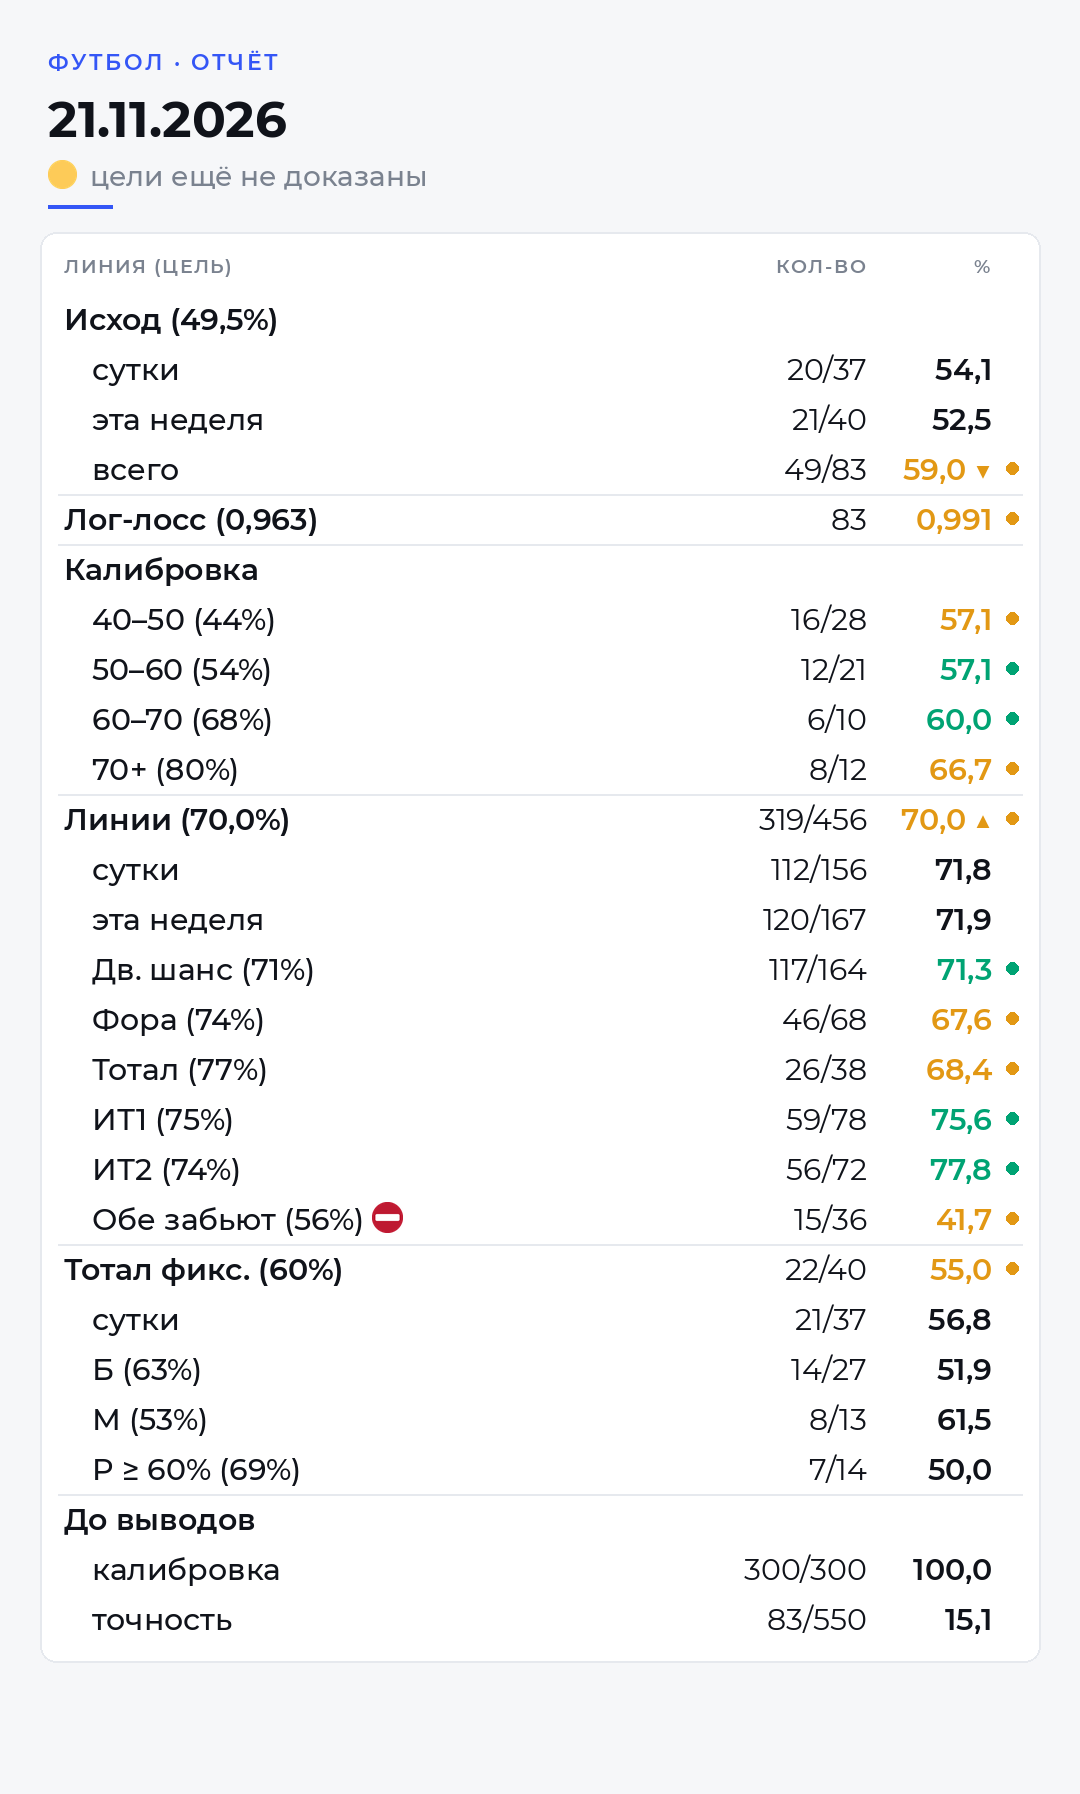 ФУТБОЛ · ОТЧЁТ
21.11.2026
цели ещё не доказаны
ЛИНИЯ (ЦЕЛЬ) КОЛ-ВО %
Исход (49,5%)
сутки 20/37 54,1
эта неделя 21/40 52,5
всего 49/83 59,0 ▼
Лог-лосс (0,963) 83 0,991
Калибровка
40–50 (44%) 16/28 57,1
50–60 (54%) 12/21 57,1
60–70 (68%) 6/10 60,0
70+ (80%) 8/12 66,7
Линии (70,0%) 319/456 70,0 ▲
сутки 112/156 71,8
эта неделя 120/167 71,9
Дв. шанс (71%) 117/164 71,3
Фора (74%) 46/68 67,6
Тотал (77%) 26/38 68,4
ИТ1 (75%) 59/78 75,6
ИТ2 (74%) 56/72 77,8
Обе забьют (56%) 15/36 41,7
Тотал фикс. (60%) 22/40 55,0
сутки 21/37 56,8
Б (63%) 14/27 51,9
М (53%) 8/13 61,5
Р ≥ 60% (69%) 7/14 50,0
До выводов
калибровка 300/300 100,0
точность 83/550 15,1